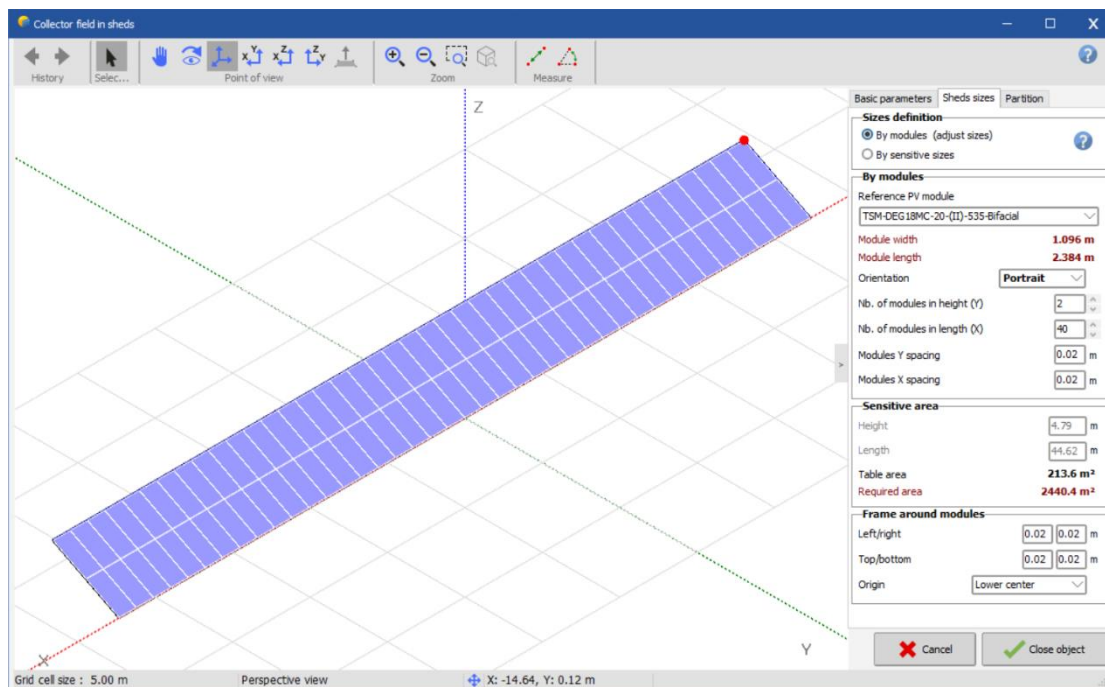 Collector field in sheds
History
Selec...
Point of view
Zoom
Measure
Z
X
Y
Basic parameters Sheds sizes Partition
Sizes definition
By modules (adjust sizes)
By sensitive sizes
By modules
Reference PV module
TSM-DEG18MC-20-(II)-535-Bifacial
Module width 1.096 m
Module length 2.384 m
Orientation Portrait
Nb. of modules in height (Y) 2
Nb. of modules in length (X) 40
Modules Y spacing 0.02 m
Modules X spacing 0.02 m
Sensitive area
Height 4.79 m
Length 44.62 m
Table area 213.6 m²
Required area 2440.4 m²
Frame around modules
Left/right 0.02 0.02 m
Top/bottom 0.02 0.02 m
Origin Lower center
Cancel Close object
Grid cell size : 5.00 m Perspective view X: -14.64, Y: 0.12 m